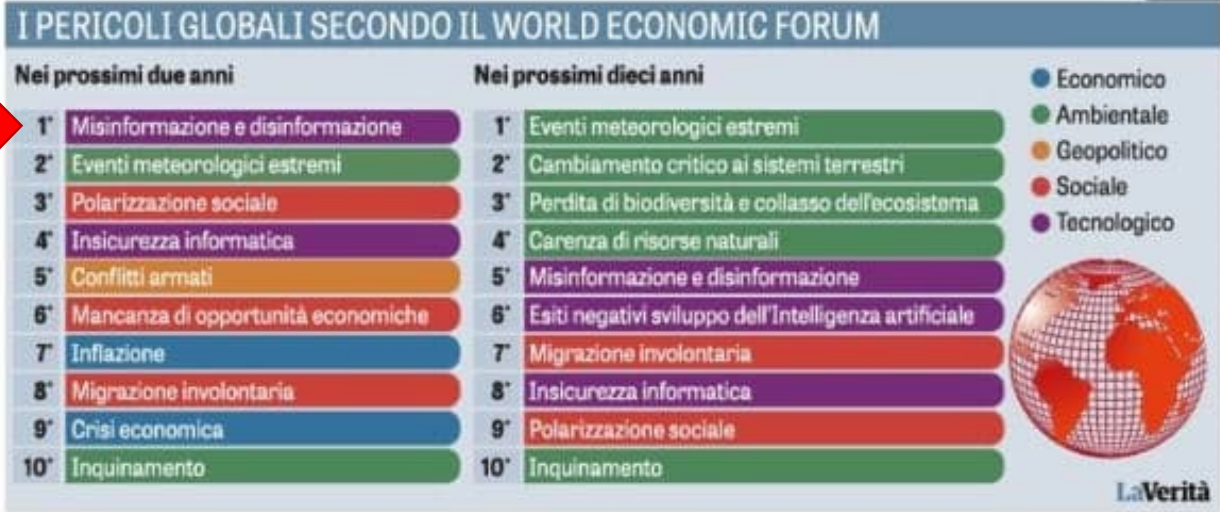 I PERICOLI GLOBALI SECONDO IL WORLD ECONOMIC FORUM
Nei prossimi due anni
1° Misinformazione e disinformazione
2° Eventi meteorologici estremi
3° Polarizzazione sociale
4° Insicurezza informatica
5° Conflitti armati
6° Mancanza di opportunità economiche
7° Inflazione
8° Migrazione involontaria
9° Crisi economica
10° Inquinamento
Nei prossimi dieci anni
1° Eventi meteorologici estremi
2° Cambiamento critico ai sistemi terrestri
3° Perdita di biodiversità e collasso dell'ecosistema
4° Carenza di risorse naturali
5° Misinformazione e disinformazione
6° Esiti negativi sviluppo dell'Intelligenza artificiale
7° Migrazione involontaria
8° Insicurezza informatica
9° Polarizzazione sociale
10° Inquinamento
Economico
Ambientale
Geopolitico
Sociale
Tecnologico
LaVerità